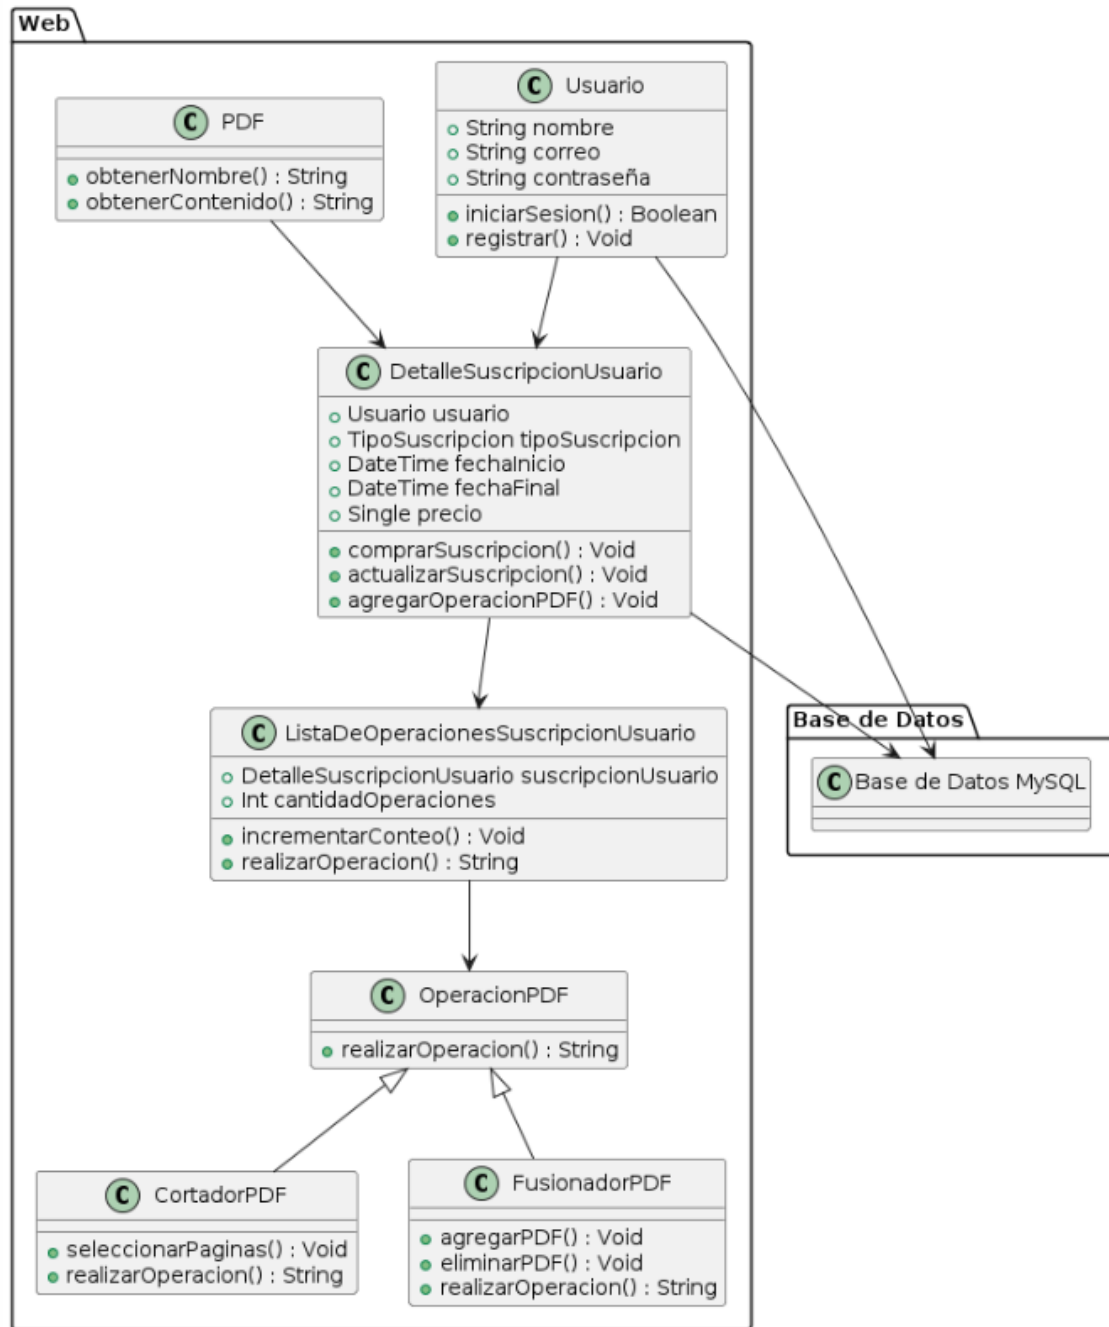 Web
C PDF
obtenerNombre() : String
obtenerContenido() : String
C Usuario
String nombre
String correo
String contraseña
iniciarSesion() : Boolean
registrar() : Void
C DetalleSuscripcionUsuario
Usuario usuario
TipoSuscripcion tipoSuscripcion
DateTime fechaInicio
DateTime fechaFinal
Single precio
comprarSuscripcion() : Void
actualizarSuscripcion() : Void
agregarOperacionPDF() : Void
C ListaDeOperacionesSuscripcionUsuario
DetalleSuscripcionUsuario suscripcionUsuario
Int cantidadOperaciones
incrementarConteo() : Void
realizarOperacion() : String
Base de Datos
C Base de Datos MySQL
C OperacionPDF
realizarOperacion() : String
C CortadorPDF
seleccionarPaginas() : Void
realizarOperacion() : String
C FusionadorPDF
agregarPDF() : Void
eliminarPDF() : Void
realizarOperacion() : String